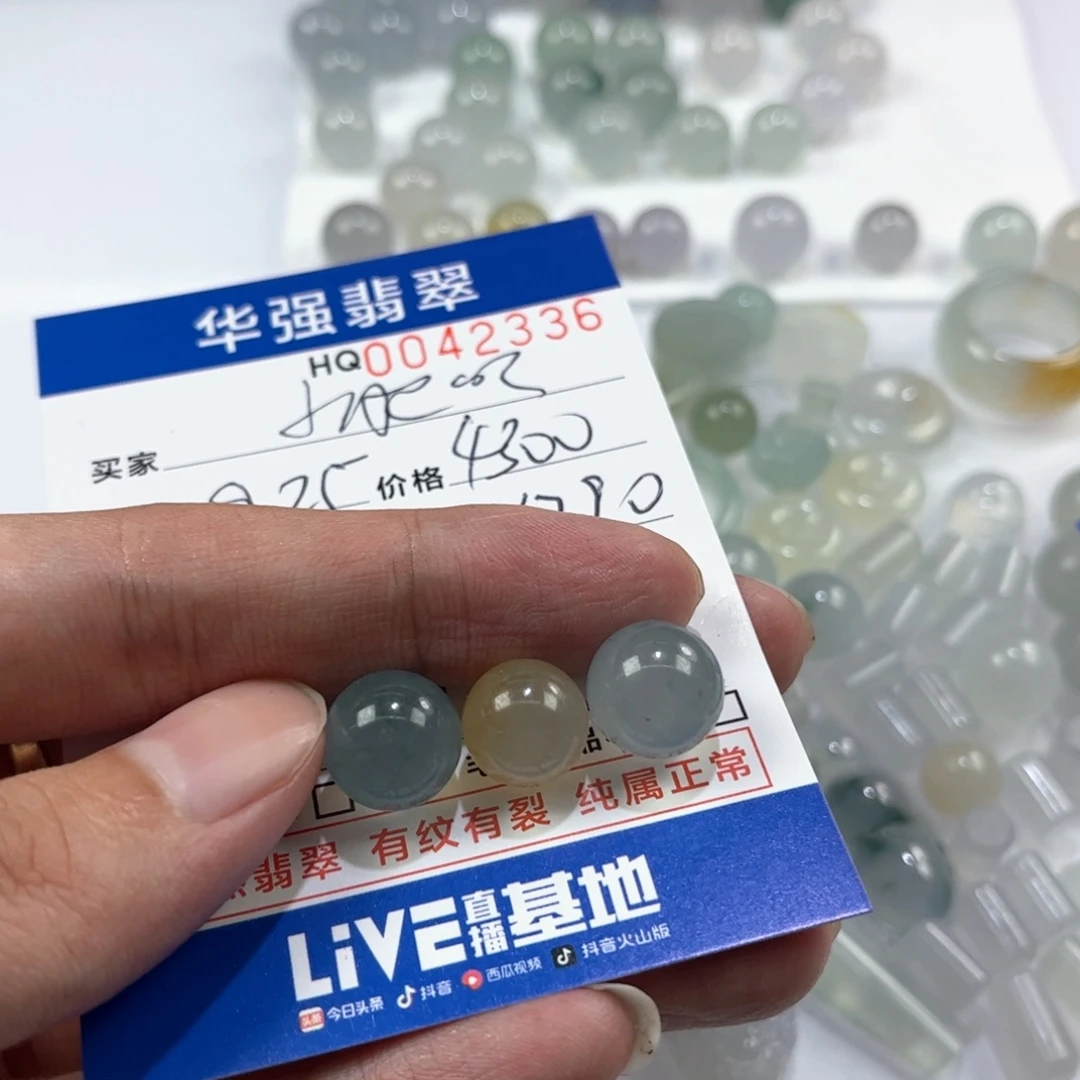 华强翡翠
HQ0042336
买家
价格 4300
有纹有裂 纯属正常
翡翠
LiVE直播基地
今日头条 抖音 西瓜视频 抖音火山版